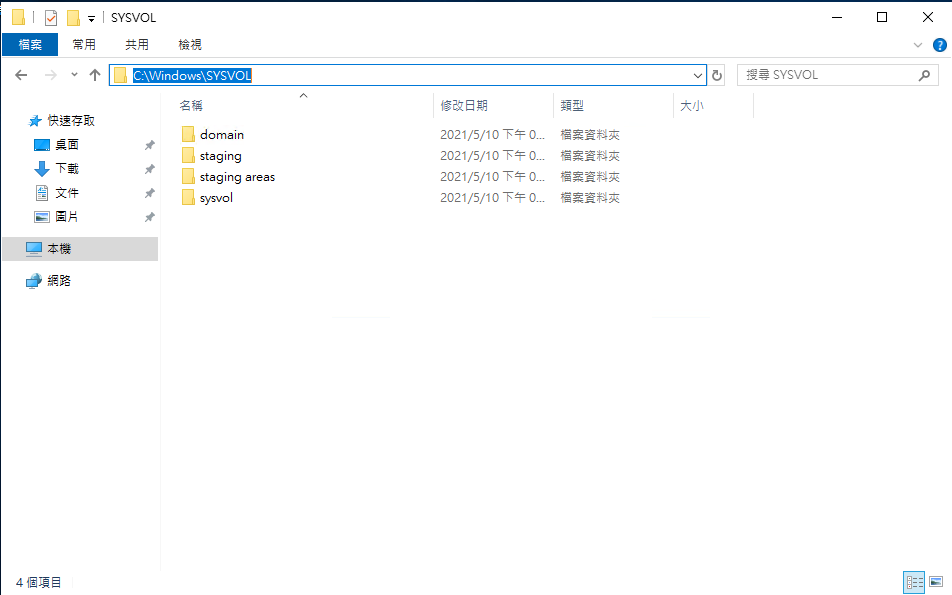 SYSVOL
檔案 常用 共用 檢視
C:\Windows\SYSVOL 搜尋 SYSVOL
名稱 修改日期 類型 大小
快速存取
桌面
下載
文件
圖片
本機
網路
domain 2021/5/10 下午 0... 檔案資料夾
staging 2021/5/10 下午 0... 檔案資料夾
staging areas 2021/5/10 下午 0... 檔案資料夾
sysvol 2021/5/10 下午 0... 檔案資料夾
4 個項目